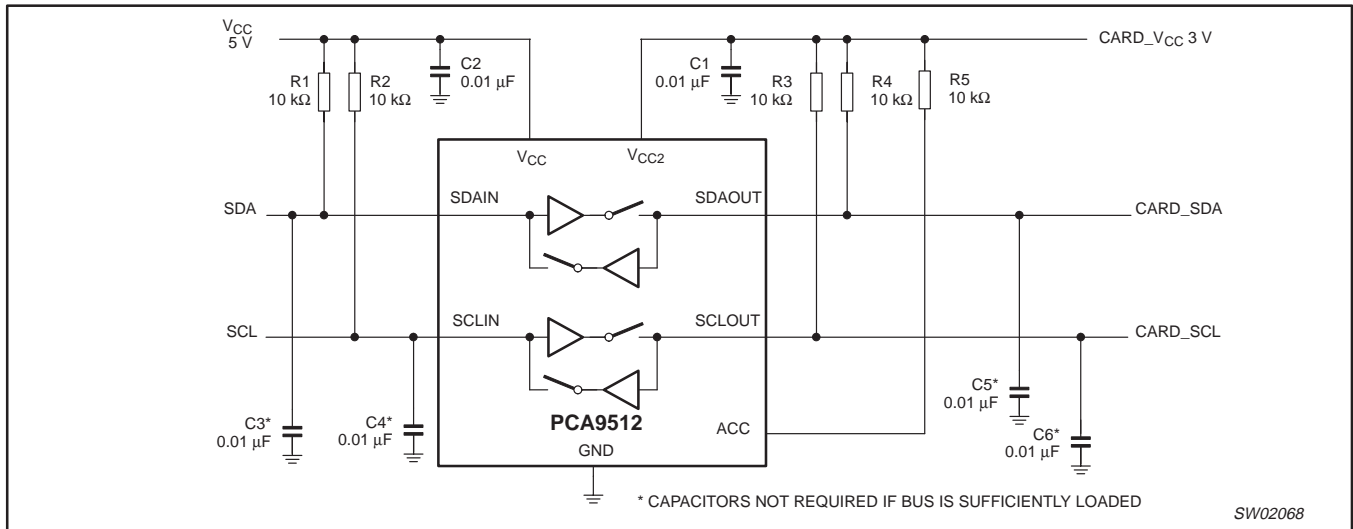 VCC
5 V
CARD_VCC 3 V
C2
0.01 μF
C1
0.01 μF
R1
10 kΩ
R2
10 kΩ
R3
10 kΩ
R4
10 kΩ
R5
10 kΩ
VCC
VCC2
SDA
SDAIN
SDAOUT
CARD_SDA
SCL
SCLIN
SCLOUT
CARD_SCL
C3*
0.01 μF
C4*
0.01 μF
C5*
0.01 μF
C6*
0.01 μF
PCA9512
ACC
GND
* CAPACITORS NOT REQUIRED IF BUS IS SUFFICIENTLY LOADED
SW02068